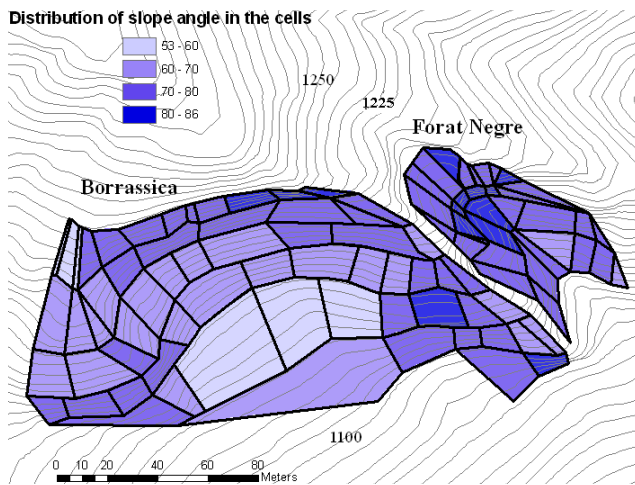 Distribution of slope angle in the cells
53 - 60
60 - 70
70 - 80
80 - 86
1250
1225
Forat Negre
Borrassica
1100
0 10 20 40 60 80
Meters